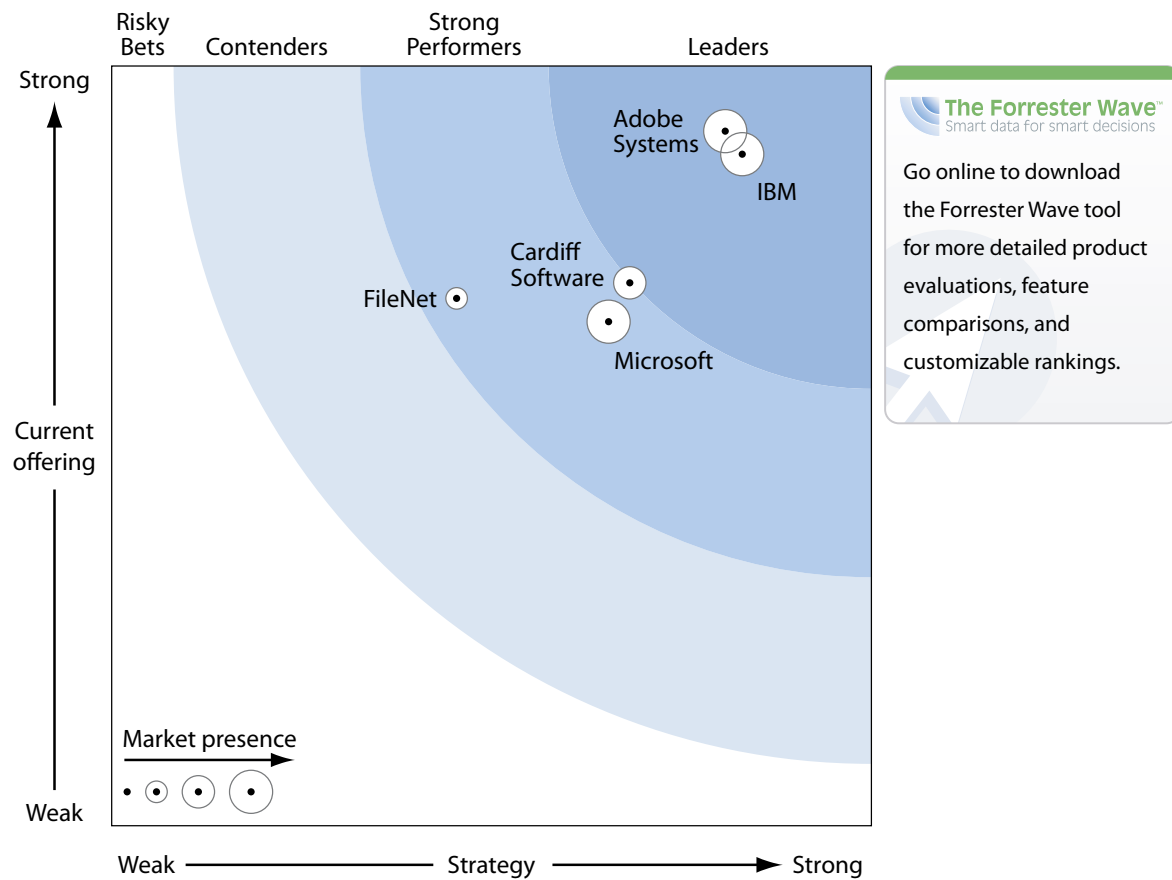 Risky
Bets
Contenders
Strong
Performers
Leaders
Strong
Current
offering
Weak
Adobe
Systems
IBM
Cardiff
Software
FileNet
Microsoft
Market presence
Weak
Strategy
Strong
The Forrester Wave™
Smart data for smart decisions
Go online to download
the Forrester Wave tool
for more detailed product
evaluations, feature
comparisons, and
customizable rankings.